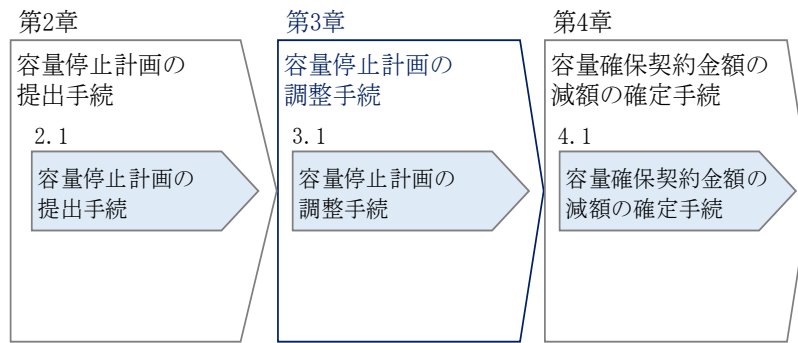 第2章
容量停止計画の
提出手続
2.1
容量停止計画の
提出手続
第3章
容量停止計画の
調整手続
3.1
容量停止計画の
調整手続
第4章
容量確保契約金額の
減額の確定手続
4.1
容量確保契約金額の
減額の確定手続